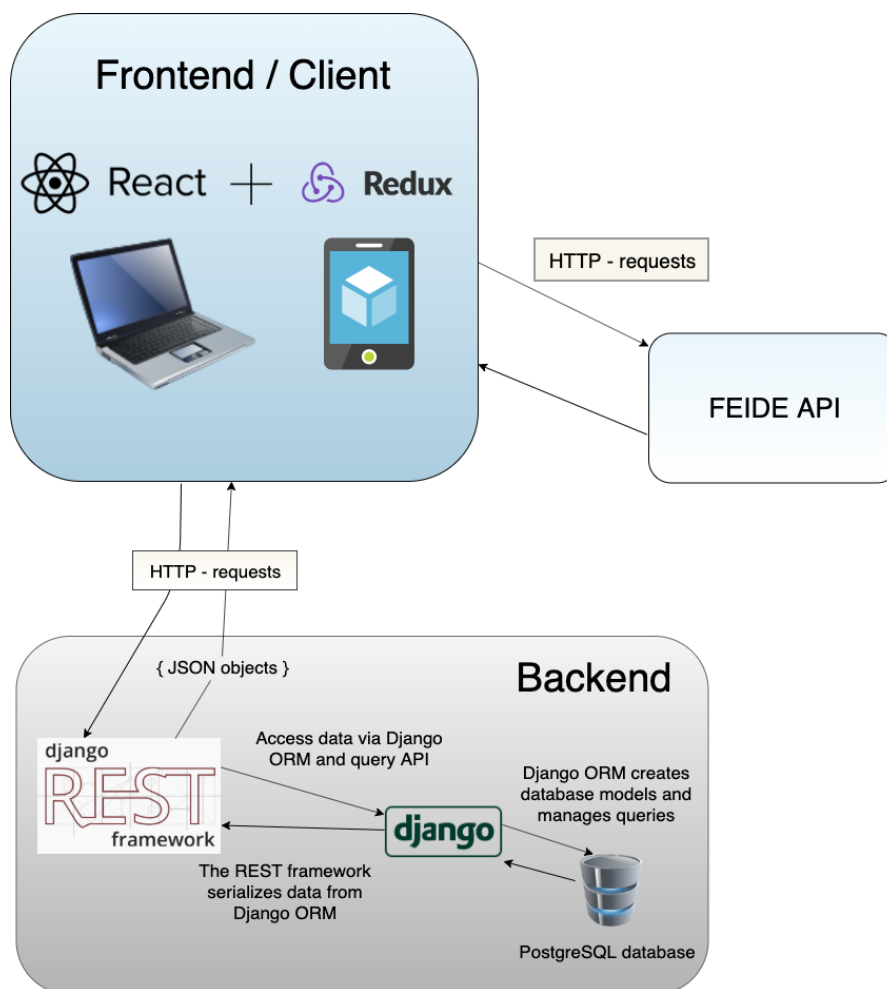 Frontend / Client
React + Redux
HTTP - requests
FEIDE API
HTTP - requests
{ JSON objects }
Backend
Access data via Django
ORM and query API
django
REST
framework
Django ORM creates
database models and
manages queries
django
The REST framework
serializes data from
Django ORM
PostgreSQL database